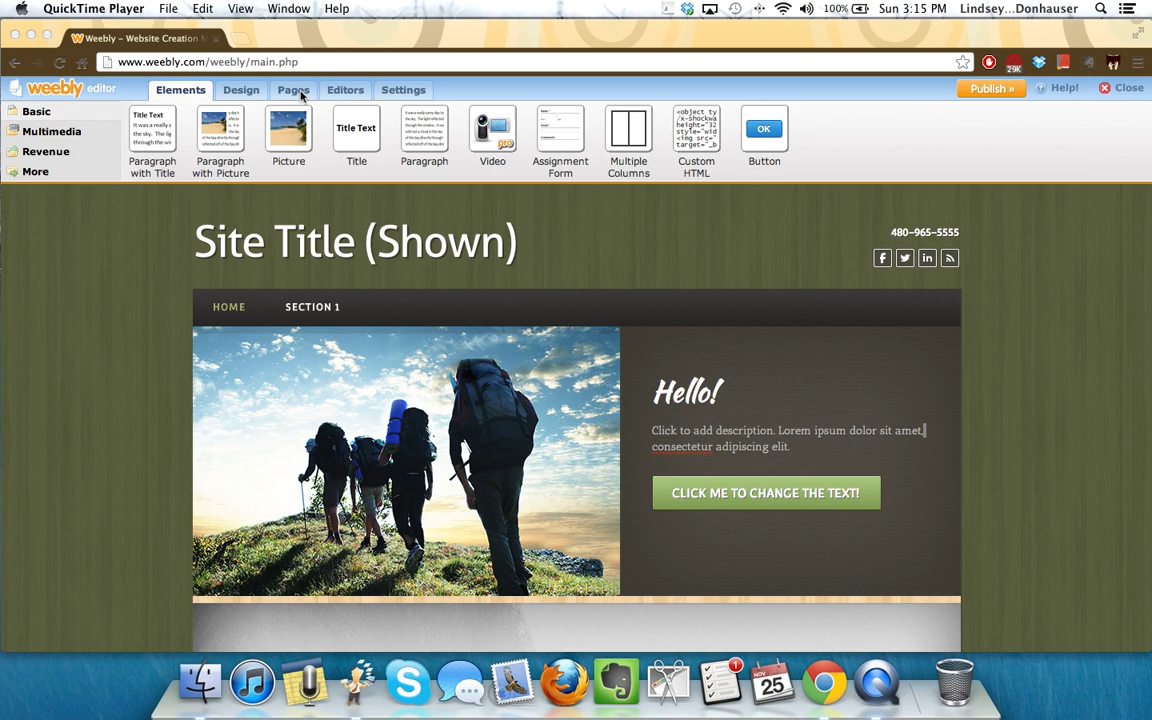 QuickTime Player File Edit View Window Help 100% Sun 3:15 PM Lindsey...Donhauser
Weebly – Website Creation M
www.weebly.com/weebly/main.php
29K
weebly editor Elements Design Pages Editors Settings Publish » Help! Close
Basic
Multimedia
Revenue
More
Title Text
Title Text
pro
OK
Paragraph with Title
Paragraph with Picture
Picture
Title
Paragraph
Video
Assignment Form
Multiple Columns
Custom HTML
Button
Site Title (Shown)
480-965-5555
HOME SECTION 1
Hello!
Click to add description. Lorem ipsum dolor sit amet,
consectetur adipiscing elit.
CLICK ME TO CHANGE THE TEXT!
1
NOV
25